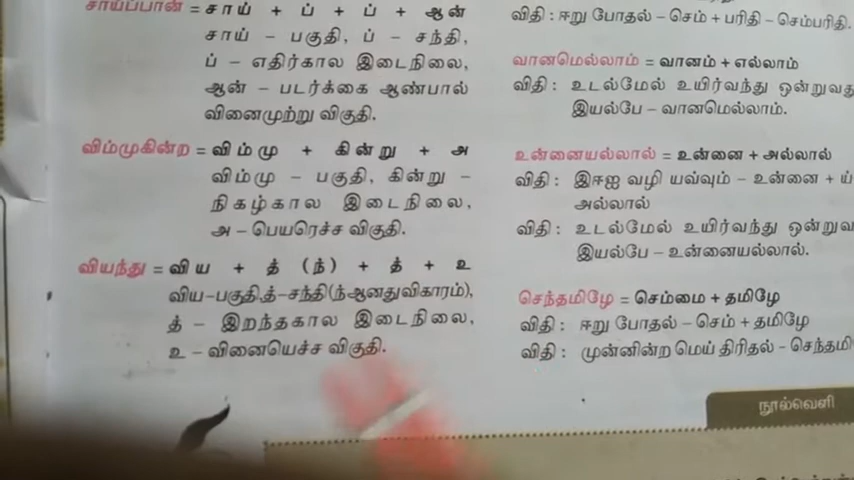 சாய்ப்பான் = சாய் + ப் + ப் + ஆன்
சாய் – பகுதி, ப் – சந்தி,
ப் – எதிர்கால இடைநிலை,
ஆன் – படர்க்கை ஆண்பால்
வினைமுற்று விகுதி.
விம்முகின்ற = விம்மு + கின்று + அ
விம்மு – பகுதி, கின்று –
நிகழ்கால இடைநிலை,
அ – பெயரெச்ச விகுதி.
வியந்து = விய + த் (ந்) + த் + உ
விய–பகுதி,த்–சந்தி(ந்ஆனதுவிகாரம்),
த் – இறந்தகால இடைநிலை,
உ – வினையெச்ச விகுதி.
விதி : ஈறு போதல் – செம் + பரிதி – செம்பரிதி.
வானமெல்லாம் = வானம் + எல்லாம்
விதி : உடல்மேல் உயிர்வந்து ஒன்றுவது
இயல்பே – வானமெல்லாம்.
உன்னையல்லால் = உன்னை + அல்லால்
விதி : இஈஐ வழி யவ்வும் – உன்னை + ய்
அல்லால்
விதி : உடல்மேல் உயிர்வந்து ஒன்றுவ
இயல்பே – உன்னையல்லால்.
செந்தமிழே = செம்மை + தமிழே
விதி : ஈறு போதல் – செம் + தமிழே
விதி : முன்னின்ற மெய் திரிதல் – செந்தமி
நூல்வெளி